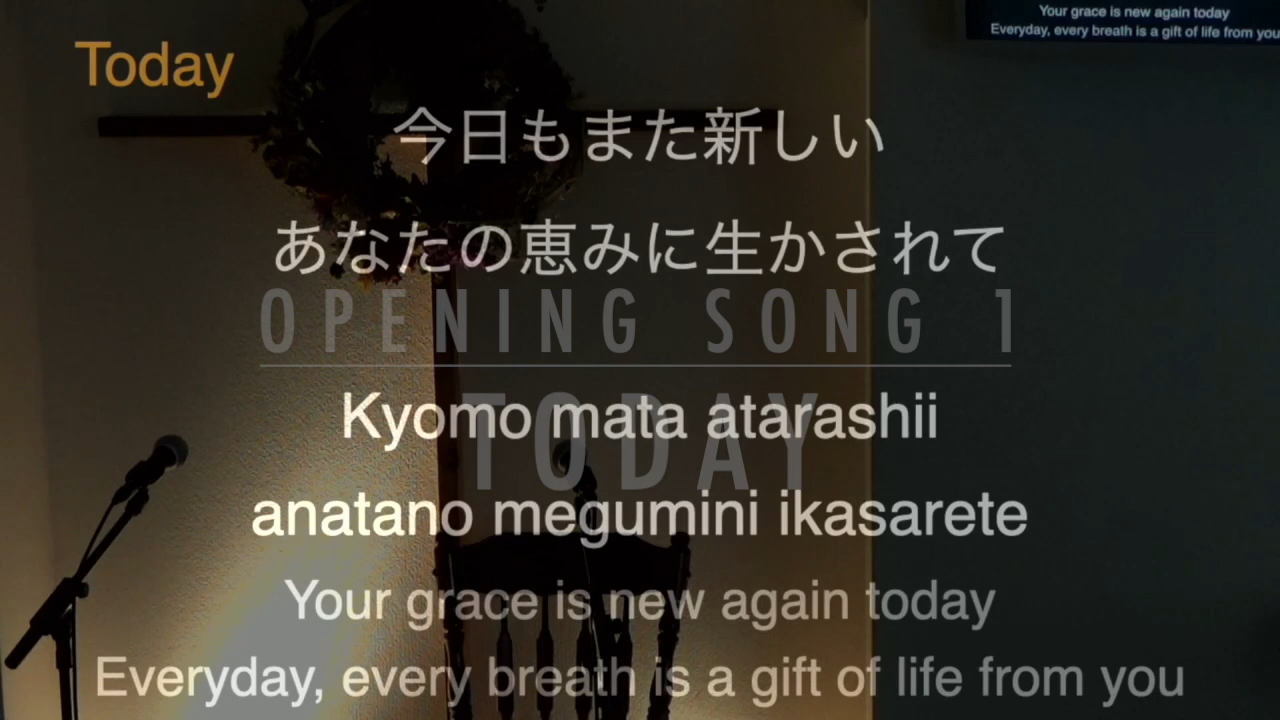 Your grace is new again today
Everyday, every breath is a gift of life from you
Today
今日もまた新しい
あなたの恵みに生かされて
OPENING SONG 1
TODAY
Kyomo mata atarashii
anatano megumini ikasarete
Your grace is new again today
Everyday, every breath is a gift of life from you